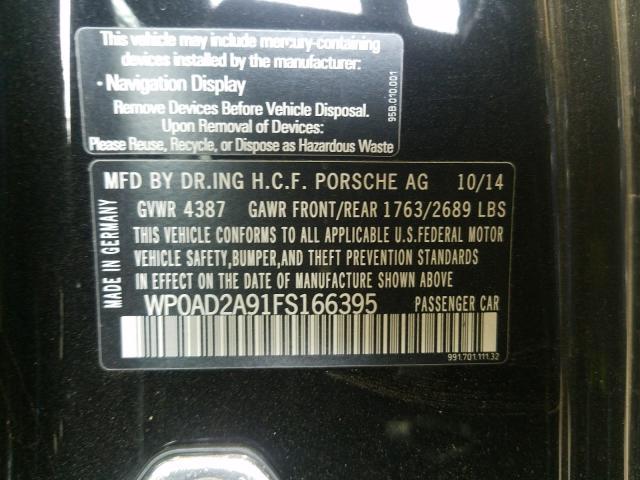 This vehicle may include mercury-containing
devices installed by the manufacturer:
• Navigation Display
Remove Devices Before Vehicle Disposal.
Upon Removal of Devices:
Please Reuse, Recycle, or Dispose as Hazardous Waste
95B.010.001
MFD BY DR.ING H.C.F. PORSCHE AG 10/14
GVWR 4387 GAWR FRONT/REAR 1763/2689 LBS
THIS VEHICLE CONFORMS TO ALL APPLICABLE U.S.FEDERAL MOTOR
VEHICLE SAFETY,BUMPER,AND THEFT PREVENTION STANDARDS
IN EFFECT ON THE DATE OF MANUFACTURE SHOWN ABOVE.
WP0AD2A91FS166395 PASSENGER CAR
991.701.111.32
MADE IN GERMANY